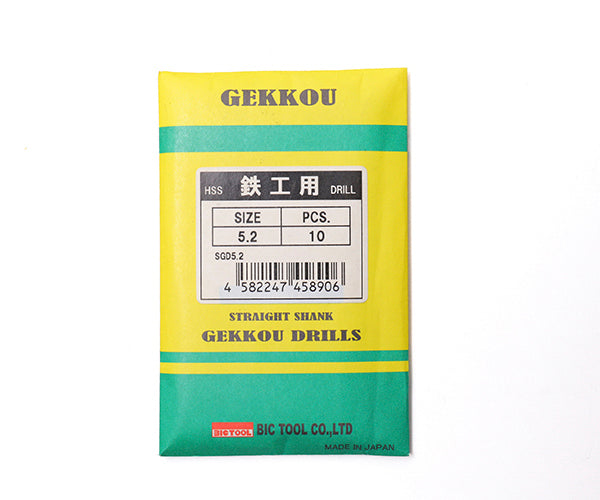 GEKKOU
HSS 鉄工用 DRILL
SIZE PCS.
5.2 10
SGD5.2
4 582247 458906
STRAIGHT SHANK
GEKKOU DRILLS
BICTOOL BIC TOOL CO.,LTD
MADE IN JAPAN